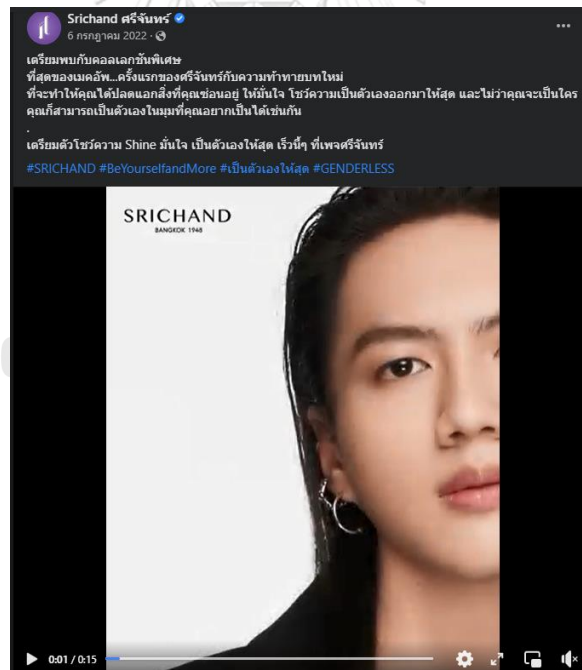 Srichand ศรีจันทร์
6 กรกฎาคม 2022 ·
เตรียมพบกับคอลเลกชันพิเศษ
ที่สุดของเมคอัพ...ครั้งแรกของศรีจันทร์กับความท้าทายบทใหม่
ที่จะทำให้คุณได้ปลดแอกสิ่งที่คุณซ่อนอยู่ ให้มั่นใจ โชว์ความเป็นตัวเองออกมาให้สุด และไม่ว่าคุณจะเป็นใคร
คุณก็สามารถเป็นตัวเองในมุมที่คุณอยากเป็นได้เช่นกัน
.
เตรียมตัวโชว์ความ Shine มั่นใจ เป็นตัวเองให้สุด เร็วนี้ๆ ที่เพจศรีจันทร์
#SRICHAND #BeYourselfandMore #เป็นตัวเองให้สุด #GENDERLESS
SRICHAND
BANGKOK 1948
0:01 / 0:15